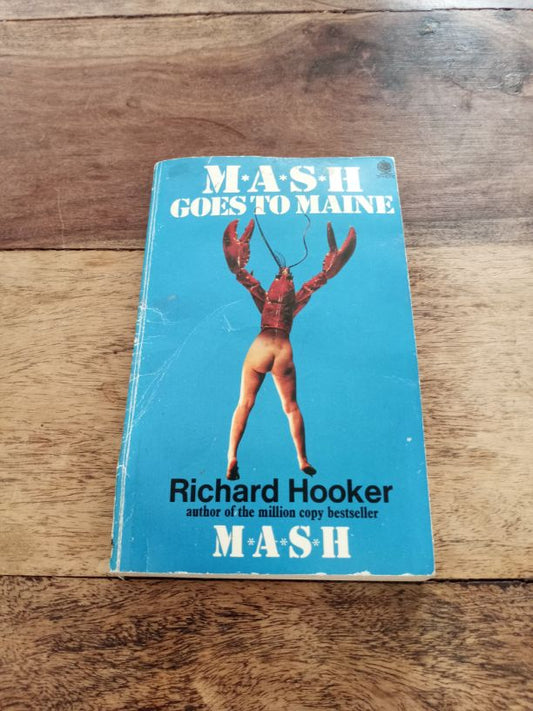 M*A*S*H
GOES TO MAINE
Richard Hooker
author of the million copy bestseller
M*A*S*H